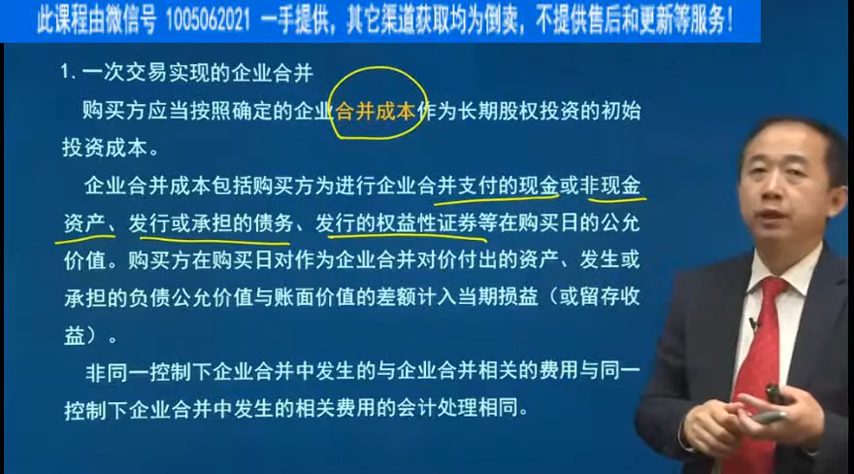 此课程由微信号 1005062021 一手提供，其它渠道获取均为倒卖，不提供售后和更新等服务！
1. 一次交易实现的企业合并
购买方应当按照确定的企业合并成本作为长期股权投资的初始
投资成本。
企业合并成本包括购买方为进行企业合并支付的现金或非现金
资产、发行或承担的债务、发行的权益性证券等在购买日的公允
价值。购买方在购买日对作为企业合并对价付出的资产、发生或
承担的负债公允价值与账面价值的差额计入当期损益（或留存收
益）。
非同一控制下企业合并中发生的与企业合并相关的费用与同一
控制下企业合并中发生的相关费用的会计处理相同。